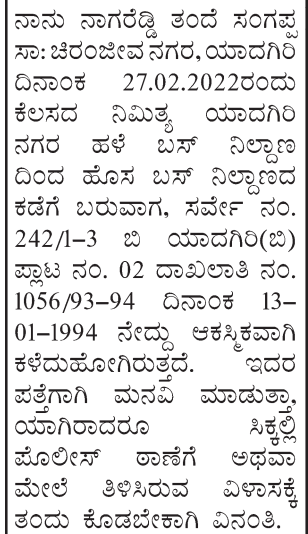 ನಾನು ನಾಗರೆಡ್ಡಿ ತಂದೆ ಸಂಗಪ್ಪ
ಸಾ: ಚಿರಂಜೀವ ನಗರ, ಯಾದಗಿರಿ
ದಿನಾಂಕ 27.02.2022ರಂದು
ಕೆಲಸದ ನಿಮಿತ್ಯ ಯಾದಗಿರಿ
ನಗರ ಹಳೆ ಬಸ್ ನಿಲ್ದಾಣ
ದಿಂದ ಹೊಸ ಬಸ್ ನಿಲ್ದಾಣದ
ಕಡೆಗೆ ಬರುವಾಗ, ಸರ್ವೇ ನಂ.
242/1–3 ಬಿ ಯಾದಗಿರಿ(ಬಿ)
ಪ್ಲಾಟ ನಂ. 02 ದಾಖಲಾತಿ ನಂ.
1056/93–94 ದಿನಾಂಕ 13–
01–1994 ನೇದ್ದು ಆಕಸ್ಮಿಕವಾಗಿ
ಕಳೆದುಹೋಗಿರುತ್ತದೆ. ಇದರ
ಪತ್ತೆಗಾಗಿ ಮನವಿ ಮಾಡುತ್ತಾ,
ಯಾಗಿರಾದರೂ ಸಿಕ್ಕಲ್ಲಿ
ಪೊಲೀಸ್ ಠಾಣೆಗೆ ಅಥವಾ
ಮೇಲೆ ತಿಳಿಸಿರುವ ವಿಳಾಸಕ್ಕೆ
ತಂದು ಕೊಡಬೇಕಾಗಿ ವಿನಂತಿ.